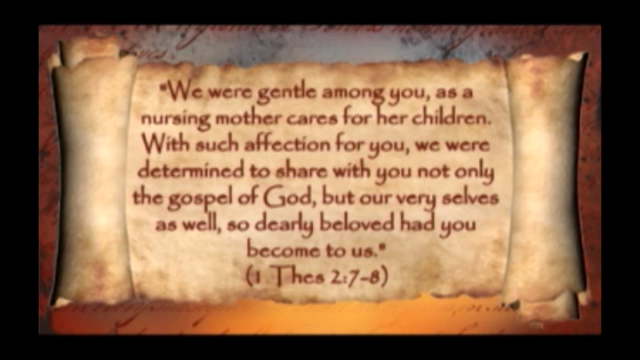 "We were gentle among you, as a
nursing mother cares for her children.
With such affection for you, we were
determined to share with you not only
the gospel of God, but our very selves
as well, so dearly beloved had you
become to us."
(1 Thes 2:7-8)